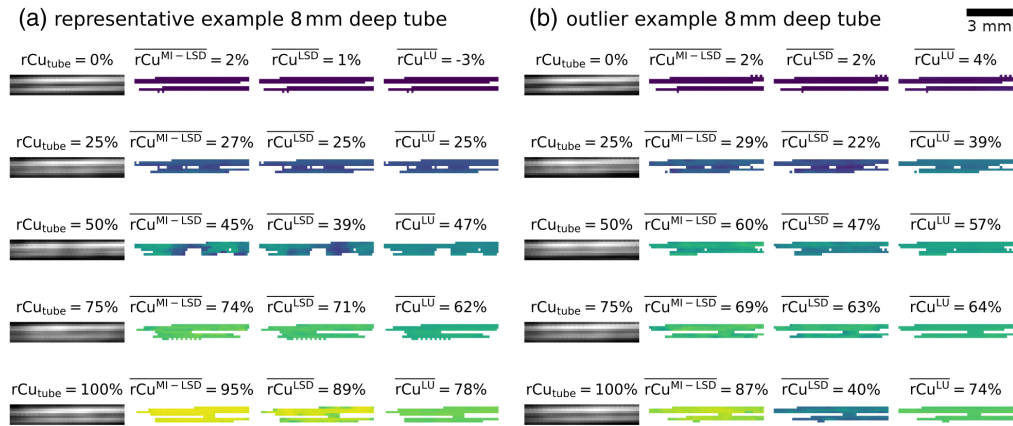 (a) representative example 8 mm deep tube
(b) outlier example 8 mm deep tube
3 mm
rCu_tube = 0% rCu^MI−LSD = 2% rCu^LSD = 1% rCu^LU = -3% rCu_tube = 0% rCu^MI−LSD = 2% rCu^LSD = 2% rCu^LU = 4%
rCu_tube = 25% rCu^MI−LSD = 27% rCu^LSD = 25% rCu^LU = 25% rCu_tube = 25% rCu^MI−LSD = 29% rCu^LSD = 22% rCu^LU = 39%
rCu_tube = 50% rCu^MI−LSD = 45% rCu^LSD = 39% rCu^LU = 47% rCu_tube = 50% rCu^MI−LSD = 60% rCu^LSD = 47% rCu^LU = 57%
rCu_tube = 75% rCu^MI−LSD = 74% rCu^LSD = 71% rCu^LU = 62% rCu_tube = 75% rCu^MI−LSD = 69% rCu^LSD = 63% rCu^LU = 64%
rCu_tube = 100% rCu^MI−LSD = 95% rCu^LSD = 89% rCu^LU = 78% rCu_tube = 100% rCu^MI−LSD = 87% rCu^LSD = 40% rCu^LU = 74%